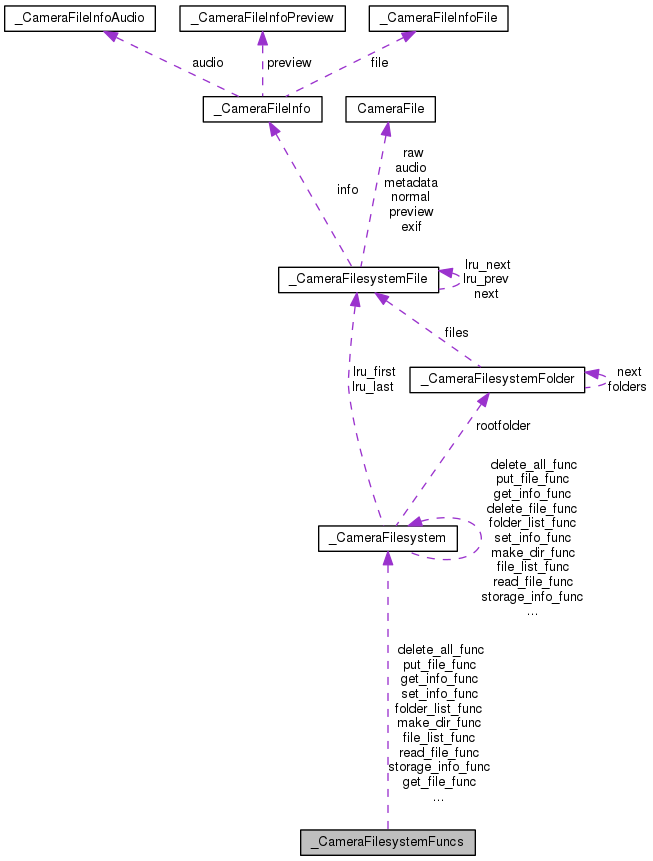 _CameraFileInfoAudio
_CameraFileInfoPreview
_CameraFileInfoFile
audio
preview
file
_CameraFileInfo
CameraFile
info
raw
audio
metadata
normal
preview
exif
_CameraFilesystemFile
lru_next
lru_prev
next
lru_first
lru_last
files
_CameraFilesystemFolder
next
folders
rootfolder
_CameraFilesystem
delete_all_func
put_file_func
get_info_func
delete_file_func
folder_list_func
set_info_func
make_dir_func
file_list_func
read_file_func
storage_info_func
...
delete_all_func
put_file_func
get_info_func
set_info_func
folder_list_func
make_dir_func
file_list_func
read_file_func
storage_info_func
get_file_func
...
_CameraFilesystemFuncs